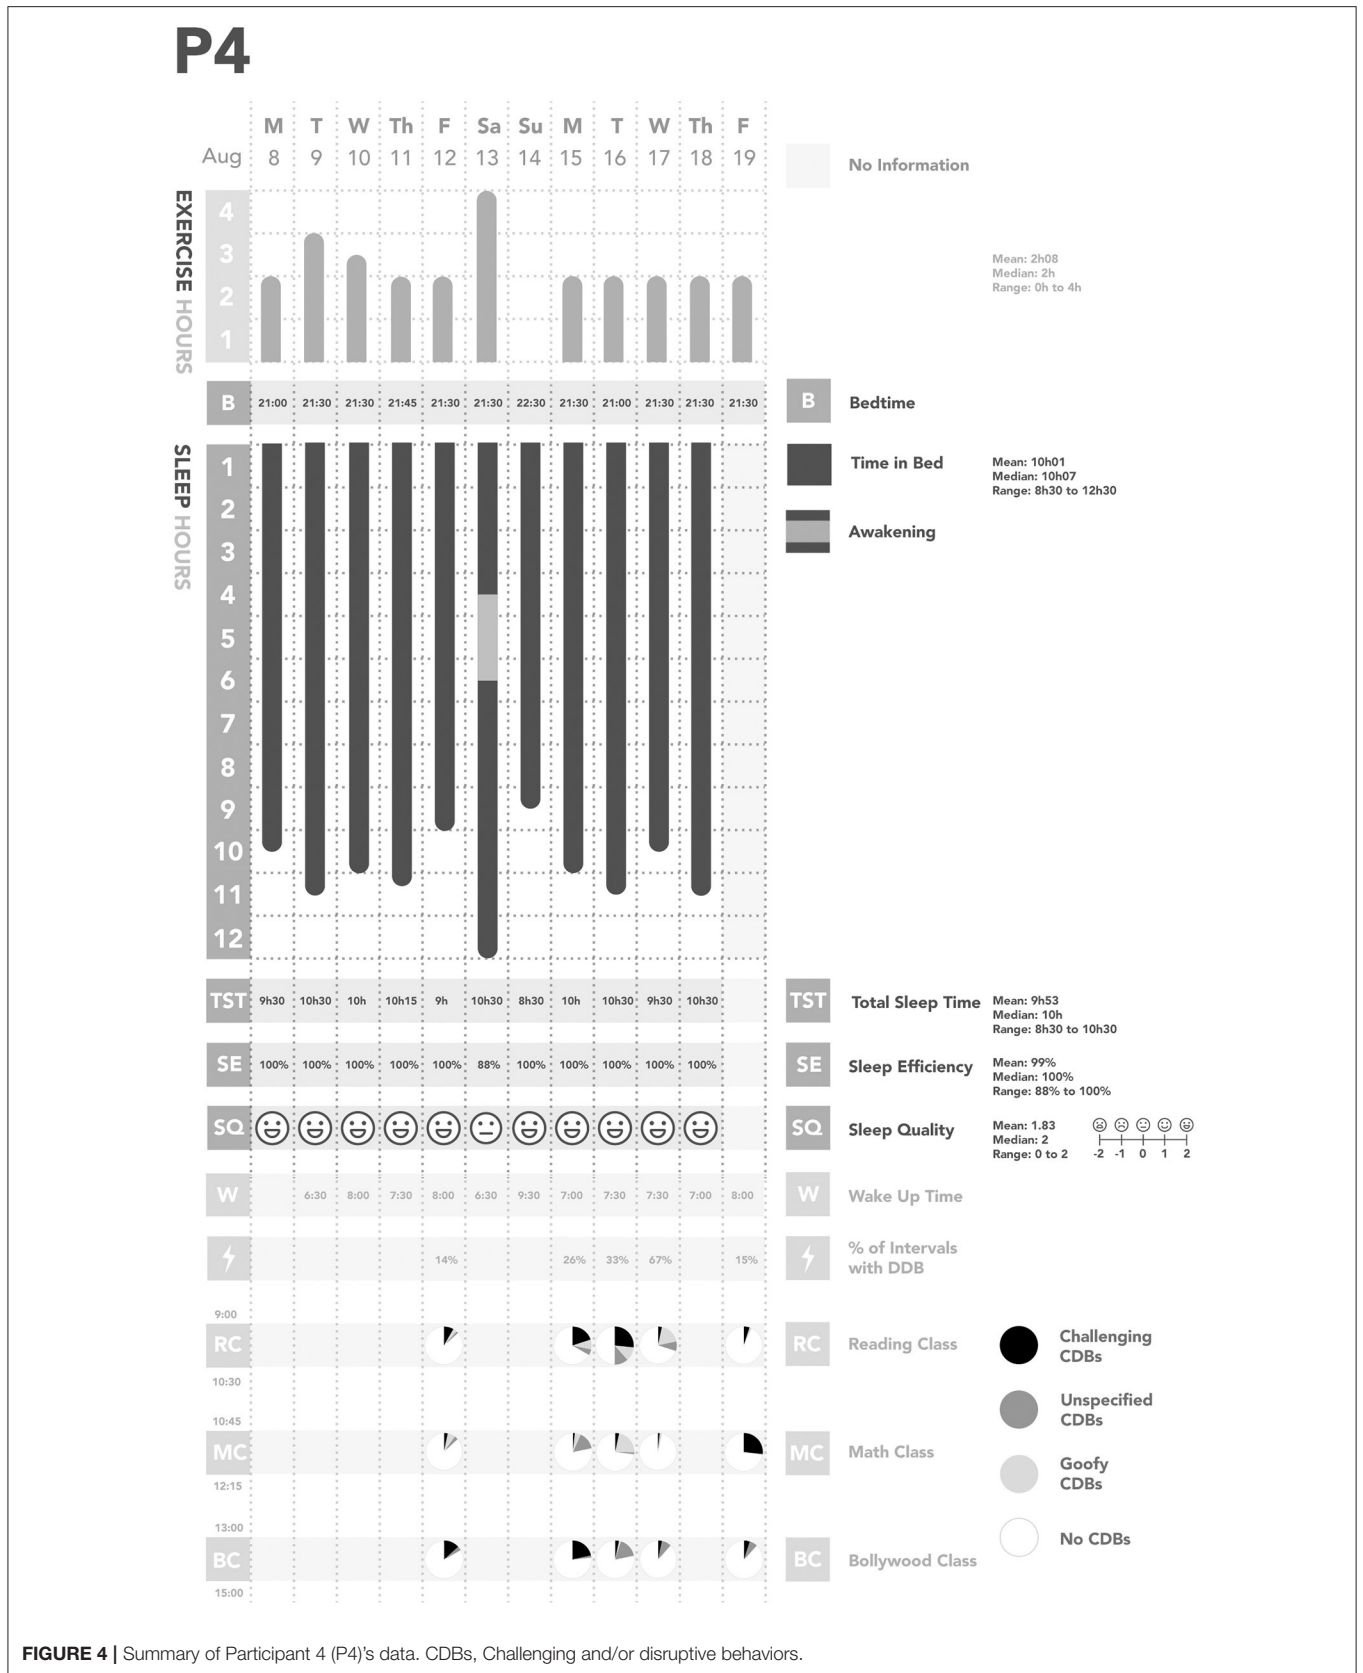 P4
M T W Th F Sa Su M T W Th F
Aug 8 9 10 11 12 13 14 15 16 17 18 19
No Information
EXERCISE HOURS
4
3
2
1
Mean: 2h08
Median: 2h
Range: 0h to 4h
B 21:00 21:30 21:30 21:45 21:30 21:30 22:30 21:30 21:00 21:30 21:30 21:30
B Bedtime
SLEEP HOURS
1
2
3
4
5
6
7
8
9
10
11
12
Time in Bed
Mean: 10h01
Median: 10h07
Range: 8h30 to 12h30
Awakening
TST 9h30 10h30 10h 10h15 9h 10h30 8h30 10h 10h30 9h30 10h30
TST Total Sleep Time
Mean: 9h53
Median: 10h
Range: 8h30 to 10h30
SE 100% 100% 100% 100% 100% 88% 100% 100% 100% 100% 100%
SE Sleep Efficiency
Mean: 99%
Median: 100%
Range: 88% to 100%
SQ
SQ Sleep Quality
Mean: 1.83
Median: 2
Range: 0 to 2
-2 -1 0 1 2
W 6:30 8:00 7:30 8:00 6:30 9:30 7:00 7:30 7:30 7:00 8:00
W Wake Up Time
14% 26% 33% 67% 15%
% of Intervals
with DDB
9:00
RC
10:30
RC Reading Class
10:45
MC
12:15
MC Math Class
13:00
BC
15:00
BC Bollywood Class
Challenging
CDBs
Unspecified
CDBs
Goofy
CDBs
No CDBs
FIGURE 4 | Summary of Participant 4 (P4)'s data. CDBs, Challenging and/or disruptive behaviors.